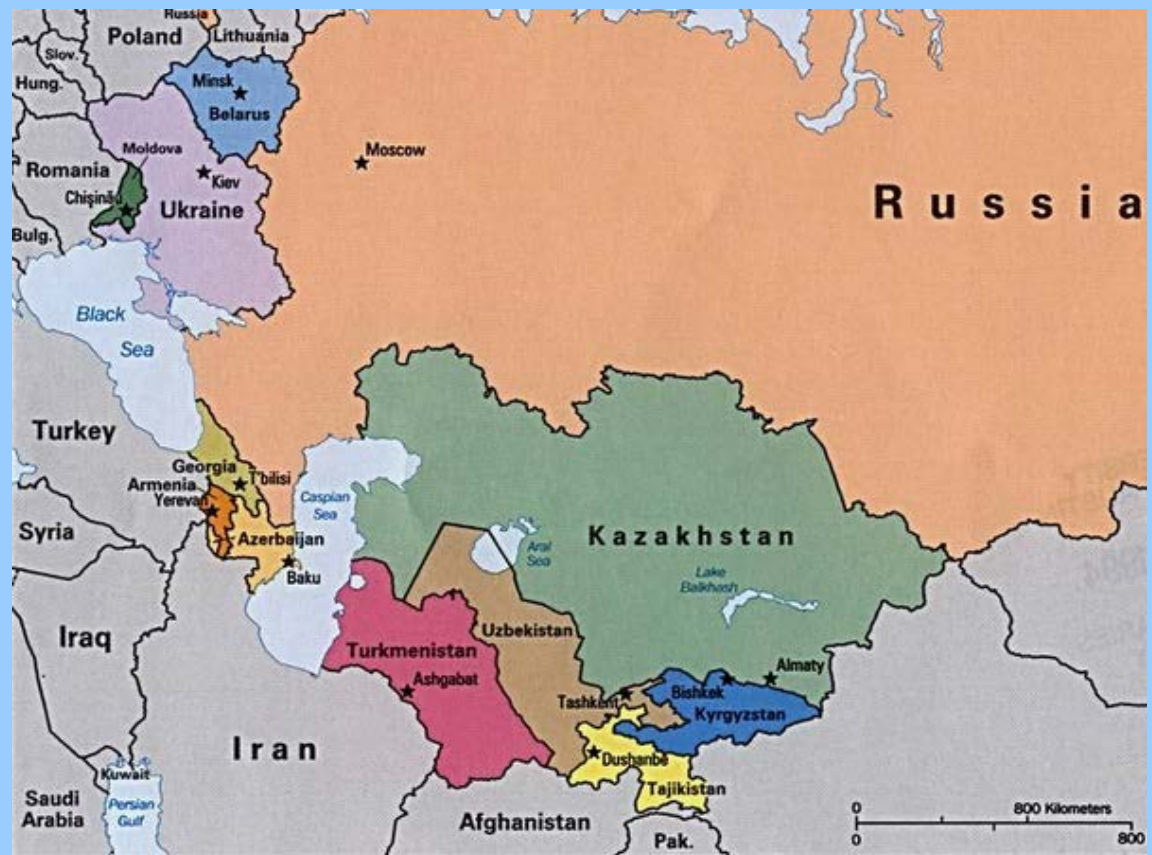 Russia
Poland
Lithuania
Slov.
Hung.
Minsk
Belarus
Moldova
Moscow
Romania
Kiev
Chişinău
Ukraine
Russia
Bulg.
Black
Sea
Turkey
Georgia
T'bilisi
Armenia
Yerevan
Caspian
Sea
Syria
Azerbaijan
Kazakhstan
Aral
Sea
Baku
Lake
Balkhash
Iraq
Uzbekistan
Turkmenistan
Almaty
Ashgabat
Bishkek
Tashkent
Kyrgyzstan
Iran
Dushanbe
Kuwait
Tajikistan
Saudi
Arabia
Persian
Gulf
Afghanistan
Pak.
0 800 Kilometers
0 800